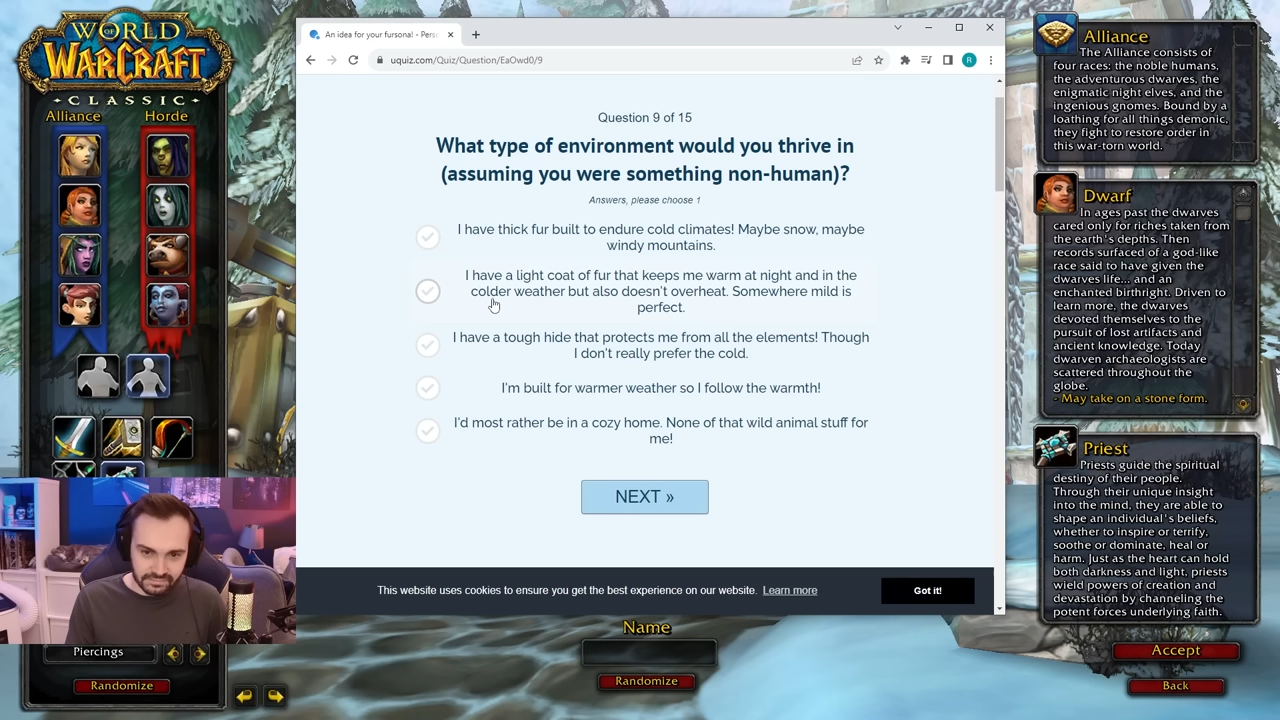 WORLD
OF
WARCRAFT
CLASSIC
Alliance
Horde
Piercings
Randomize
An idea for your fursona! - Perso
uquiz.com/Quiz/Question/EaOwd0/9
R
Question 9 of 15
What type of environment would you thrive in
(assuming you were something non-human)?
Answers, please choose 1
I have thick fur built to endure cold climates! Maybe snow, maybe
windy mountains.
I have a light coat of fur that keeps me warm at night and in the
colder weather but also doesn't overheat. Somewhere mild is
perfect.
I have a tough hide that protects me from all the elements! Though
I don't really prefer the cold.
I'm built for warmer weather so I follow the warmth!
I'd most rather be in a cozy home. None of that wild animal stuff for
me!
NEXT »
This website uses cookies to ensure you get the best experience on our website. Learn more
Got it!
Name
Randomize
Alliance
The Alliance consists of
four races: the noble humans,
the adventurous dwarves, the
enigmatic night elves, and the
ingenious gnomes. Bound by a
loathing for all things demonic,
they fight to restore order in
this war-torn world.
Dwarf
In ages past the dwarves
cared only for riches taken from
the earth's depths. Then
records surfaced of a god-like
race said to have given the
dwarves life... and an
enchanted birthright. Driven to
learn more, the dwarves
devoted themselves to the
pursuit of lost artifacts and
ancient knowledge. Today
dwarven archaeologists are
scattered throughout the
globe.
- May take on a stone form.
Priest
Priests guide the spiritual
destiny of their people.
Through their unique insight
into the mind, they are able to
shape an individual's beliefs,
whether to inspire or terrify,
soothe or dominate, heal or
harm. Just as the heart can hold
both darkness and light, priests
wield powers of creation and
devastation by channeling the
potent forces underlying faith.
Accept
Back